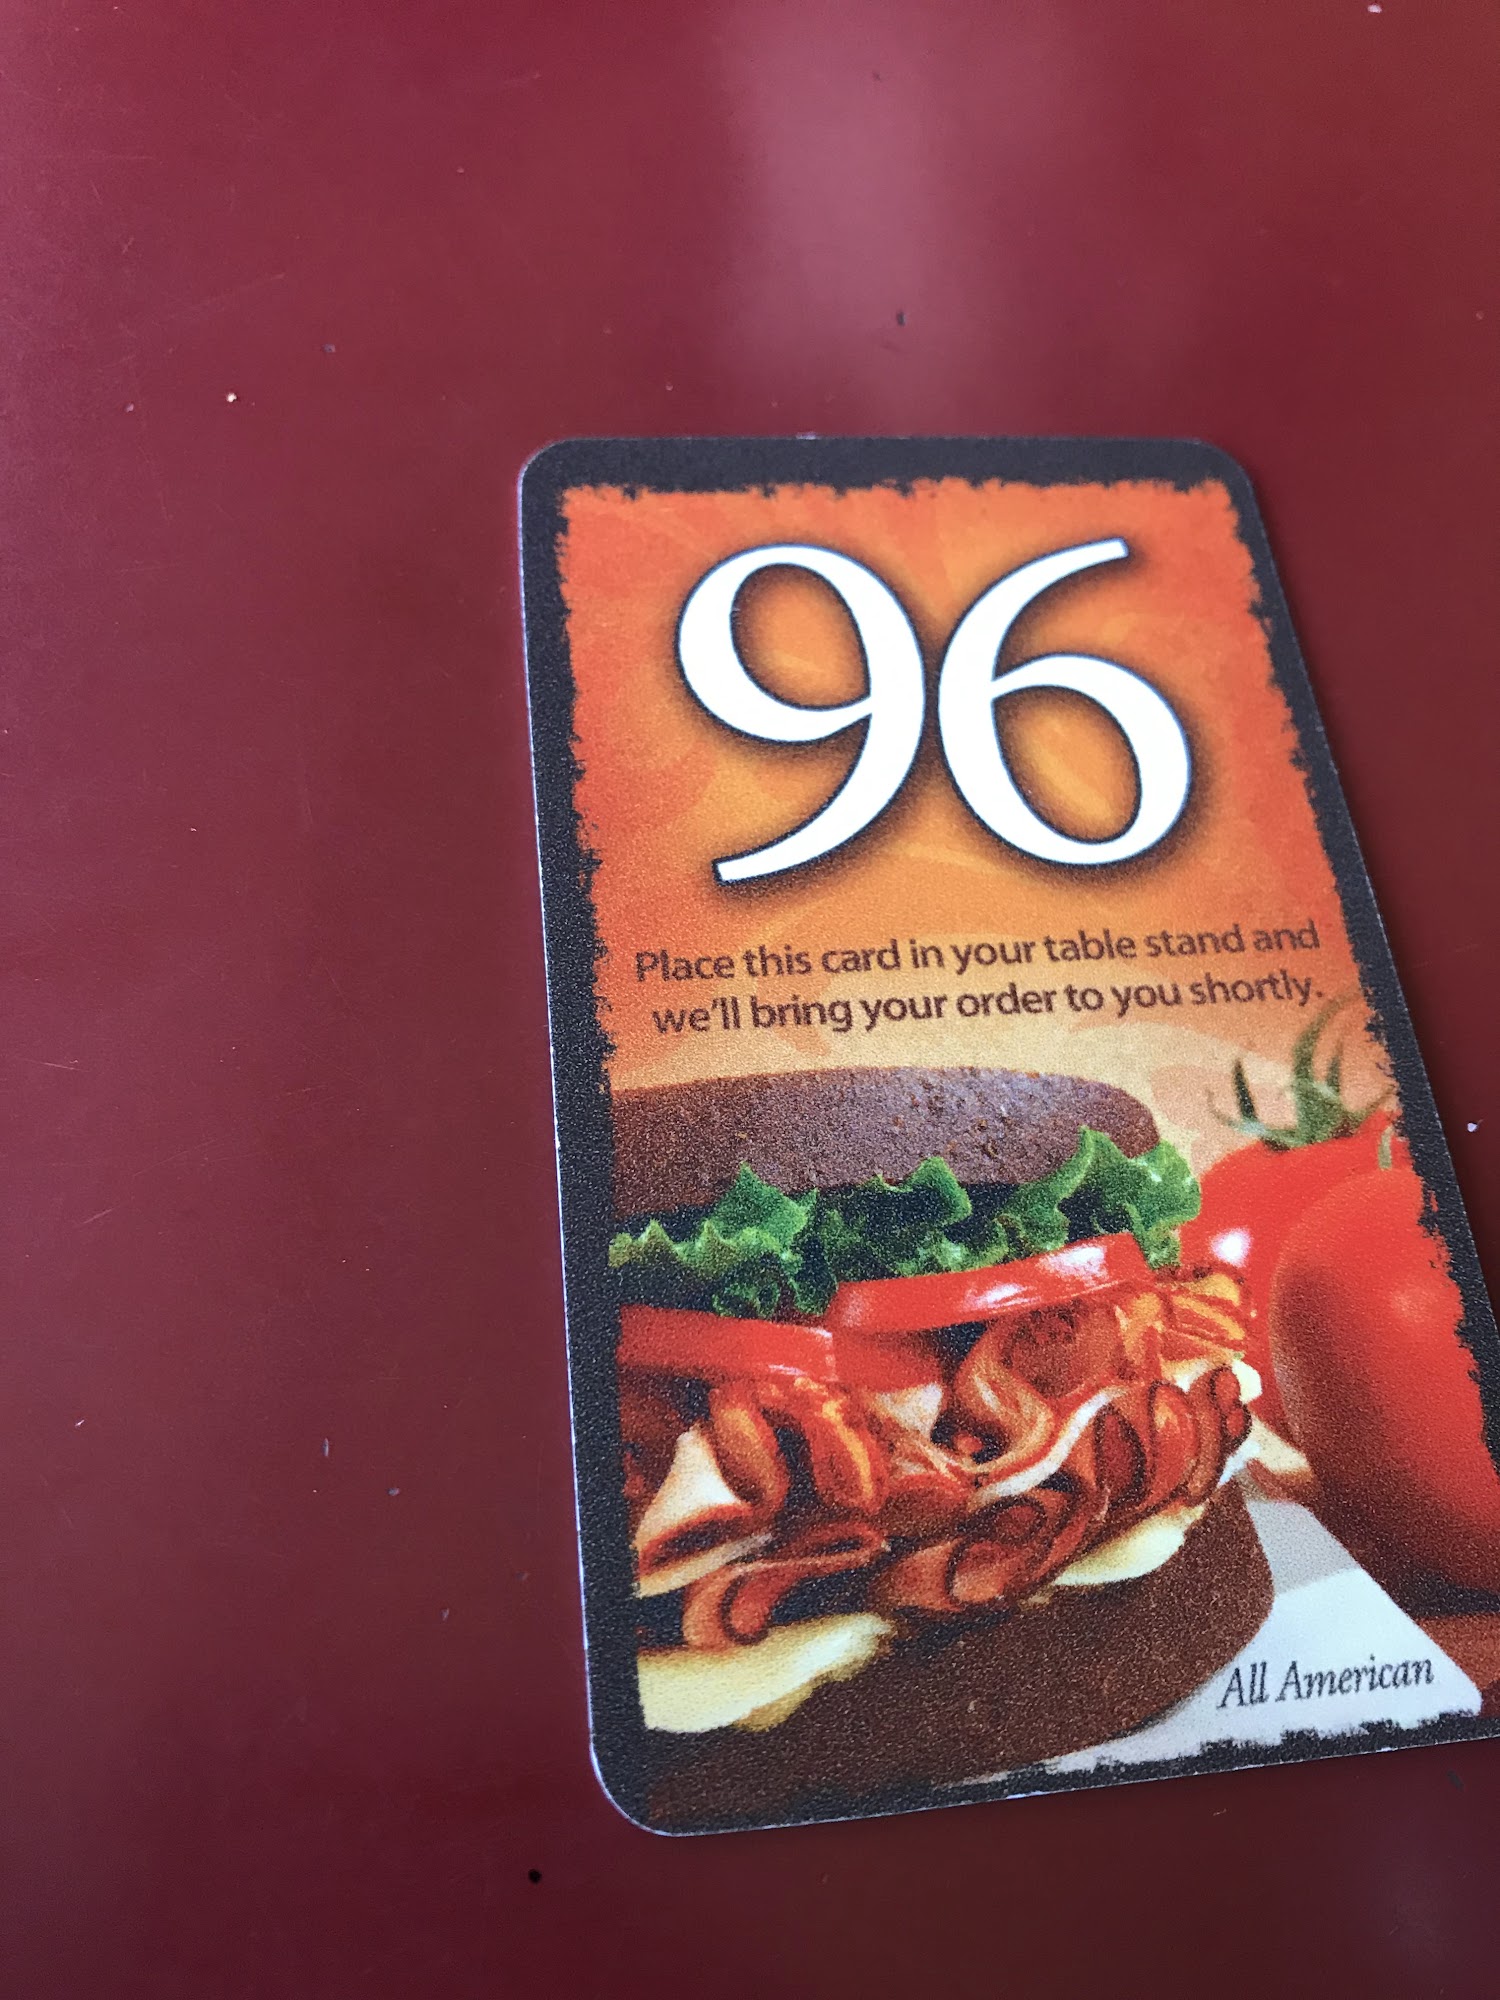 96
Place this card in your table stand and
we'll bring your order to you shortly.
All American